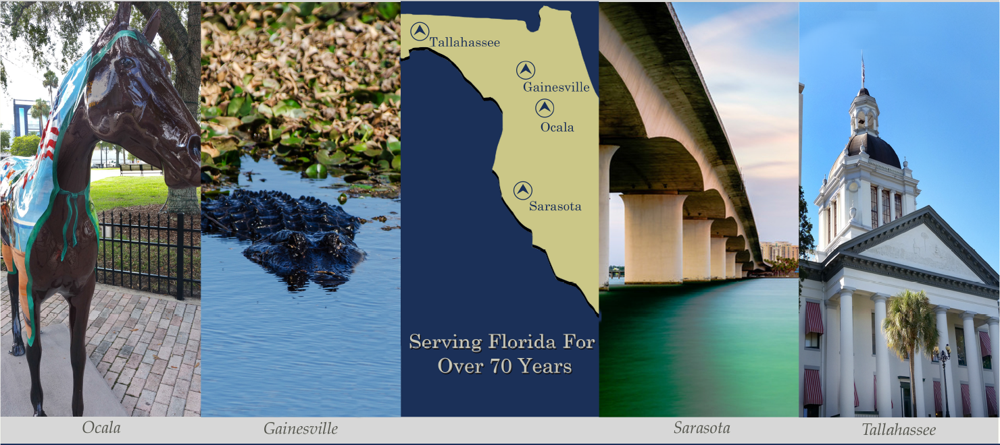 Tallahassee
Gainesville
Ocala
Sarasota
Serving Florida For
Over 70 Years
Ocala
Gainesville
Sarasota
Tallahassee